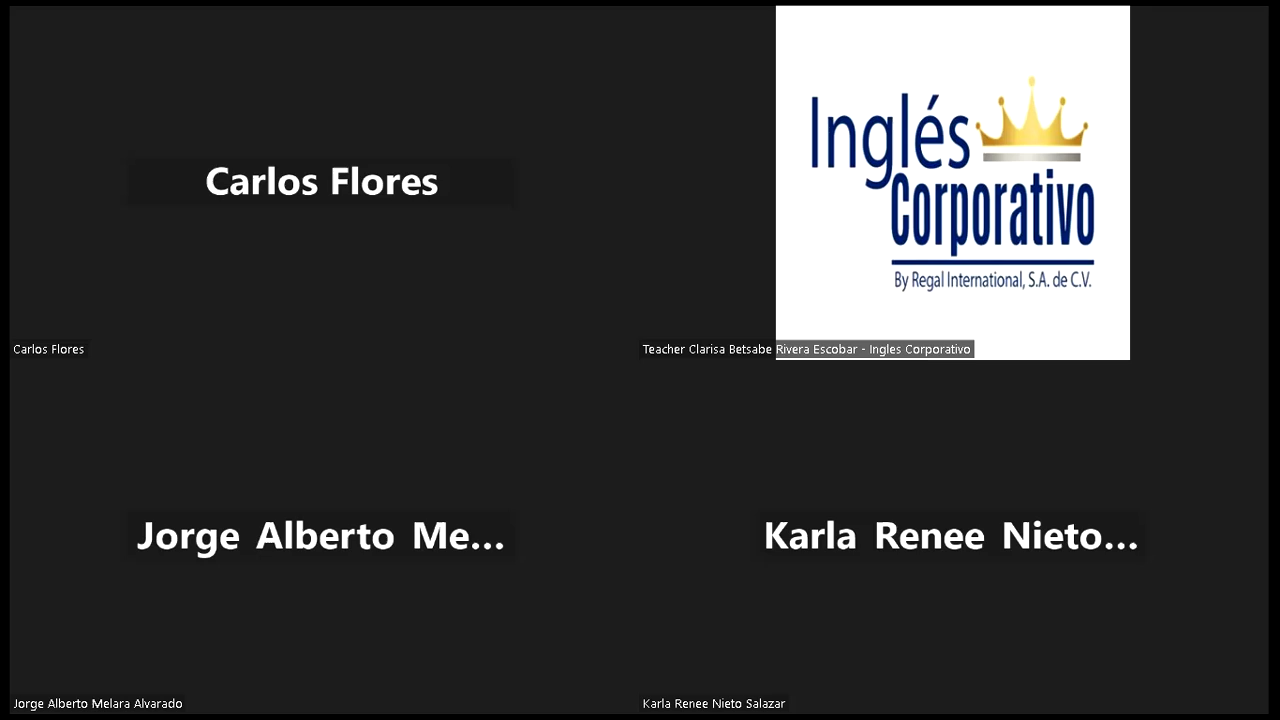 Carlos Flores
Inglés
Corporativo
By Regal International, S.A. de C.V.
Carlos Flores
Teacher Clarisa Betsabe Rivera Escobar - Ingles Corporativo
Jorge Alberto Me...
Karla Renee Nieto...
Jorge Alberto Melara Alvarado
Karla Renee Nieto Salazar